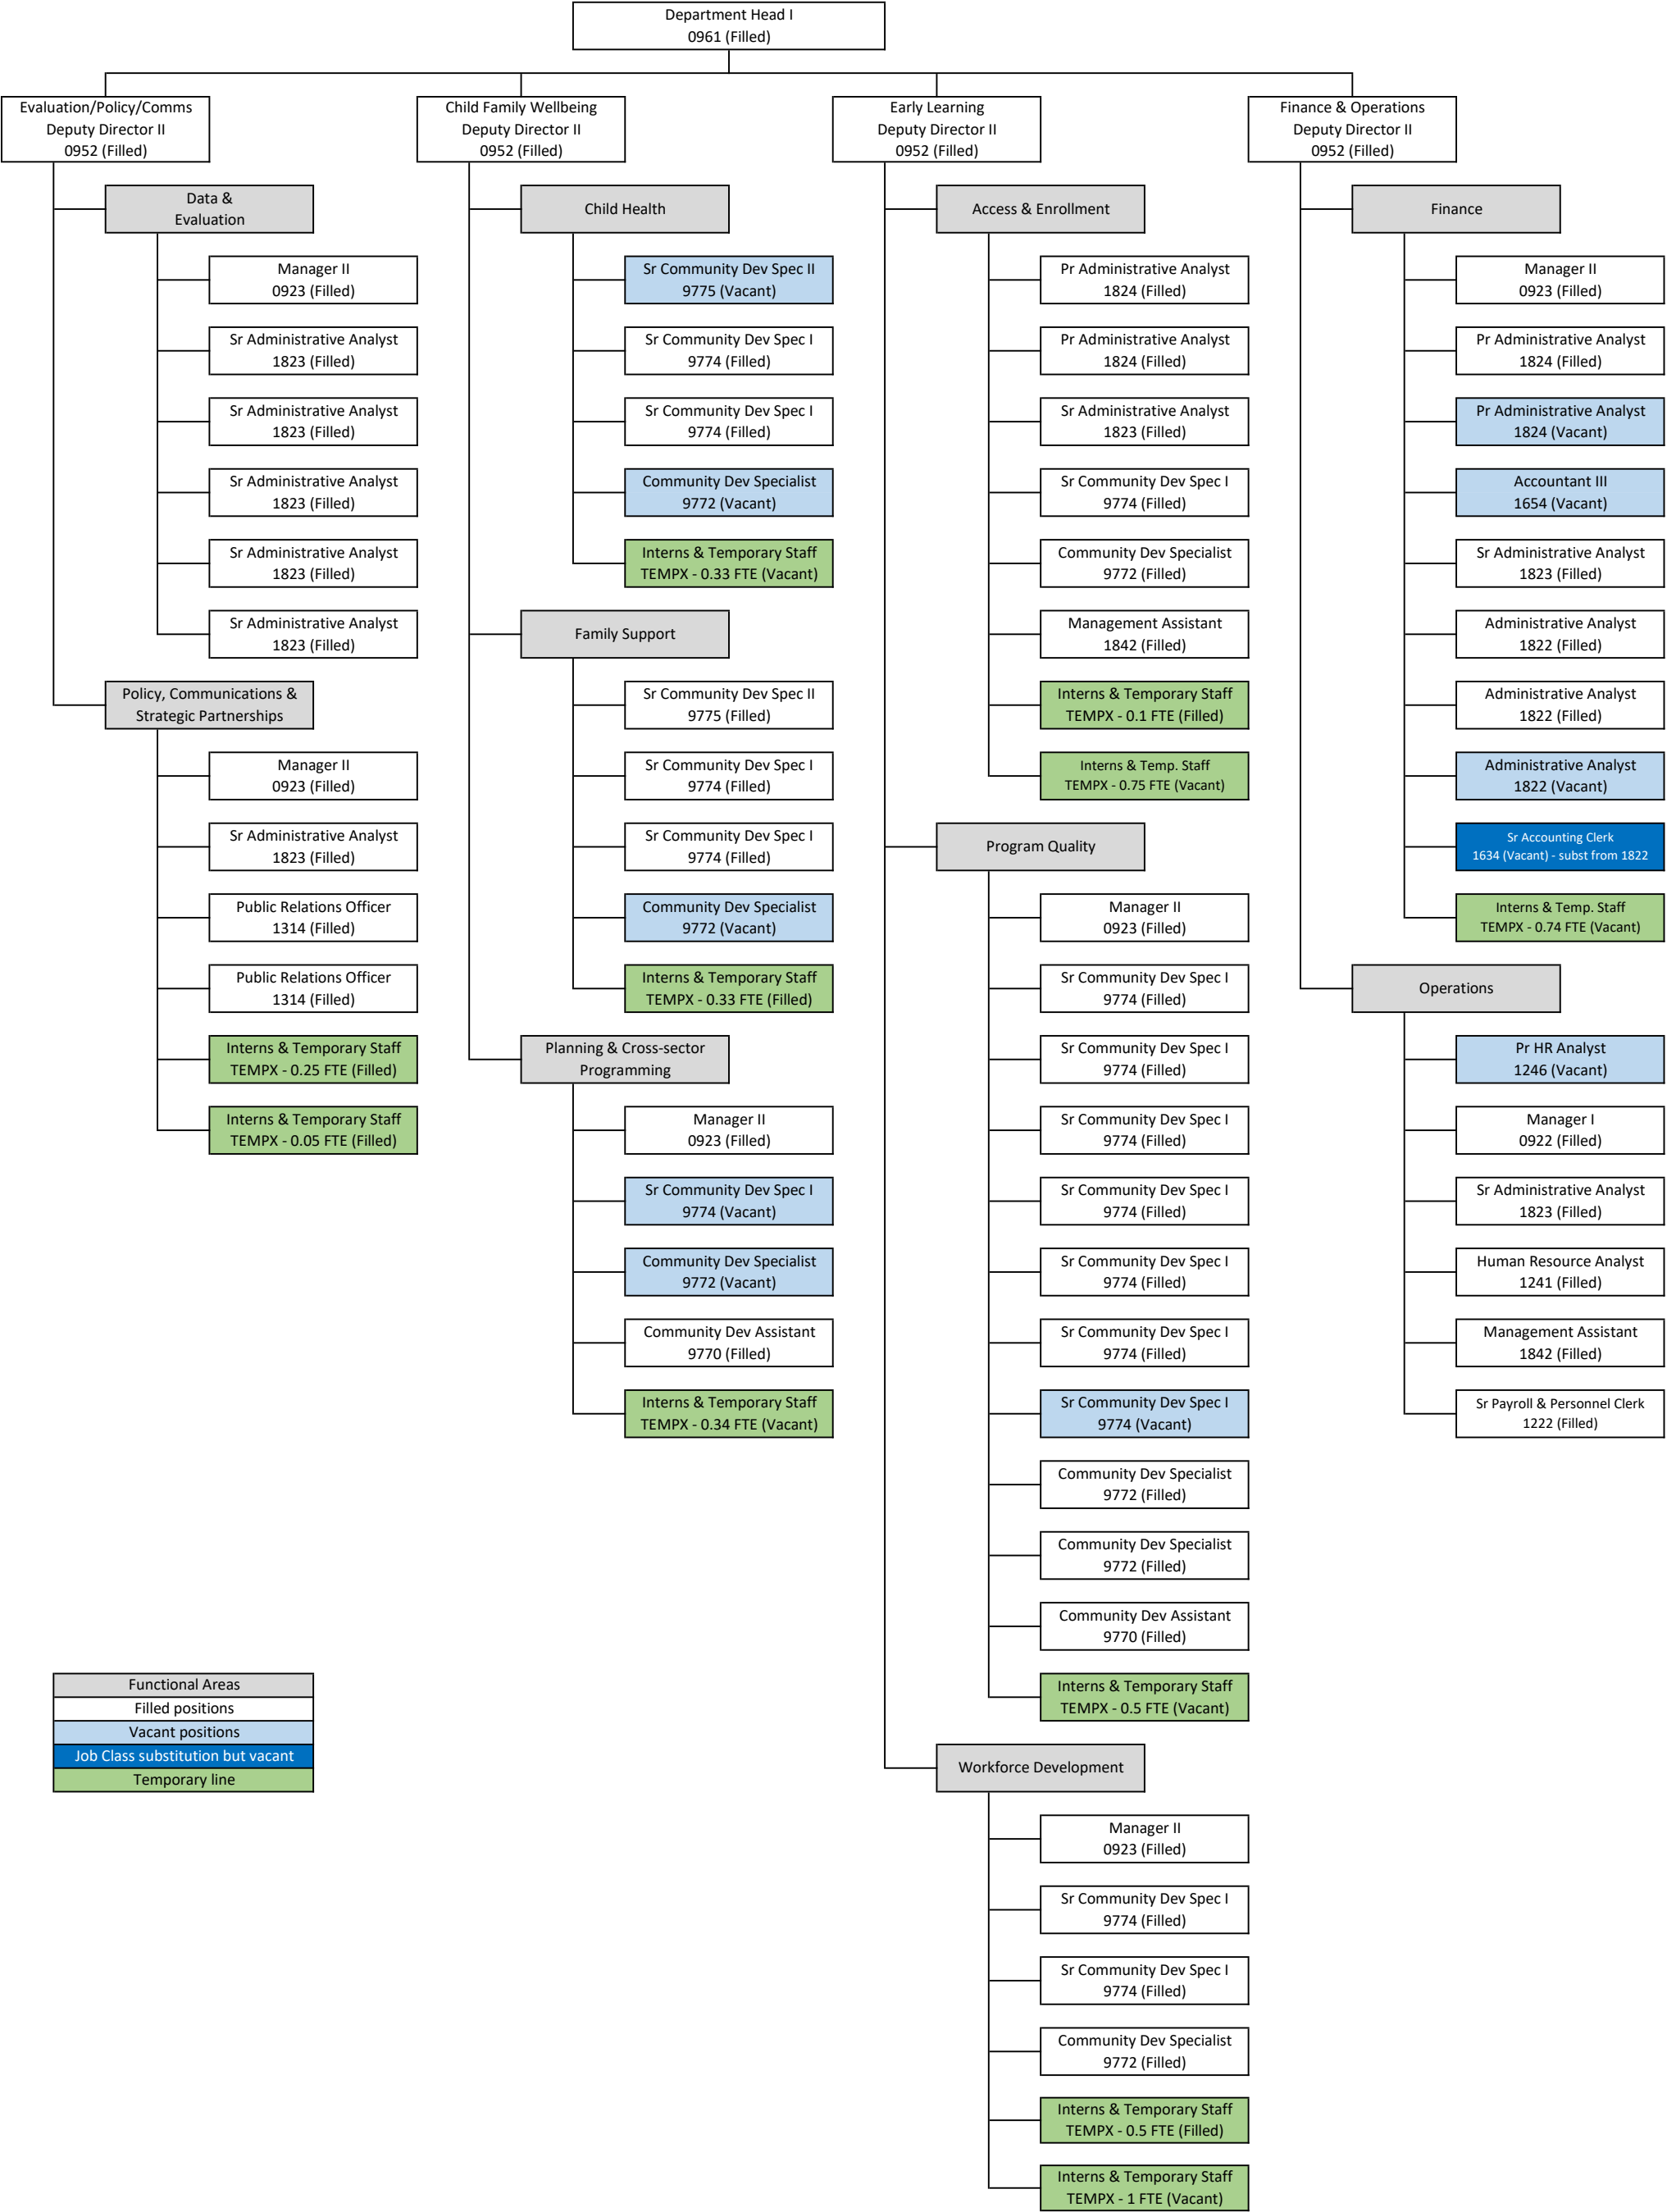 Department Head I
0961 (Filled)
Evaluation/Policy/Comms
Deputy Director II
0952 (Filled)
Data &
Evaluation
Manager II
0923 (Filled)
Sr Administrative Analyst
1823 (Filled)
Sr Administrative Analyst
1823 (Filled)
Sr Administrative Analyst
1823 (Filled)
Sr Administrative Analyst
1823 (Filled)
Sr Administrative Analyst
1823 (Filled)
Policy, Communications &
Strategic Partnerships
Manager II
0923 (Filled)
Sr Administrative Analyst
1823 (Filled)
Public Relations Officer
1314 (Filled)
Public Relations Officer
1314 (Filled)
Interns & Temporary Staff
TEMPX - 0.25 FTE (Filled)
Interns & Temporary Staff
TEMPX - 0.05 FTE (Filled)
Child Family Wellbeing
Deputy Director II
0952 (Filled)
Child Health
Sr Community Dev Spec II
9775 (Vacant)
Sr Community Dev Spec I
9774 (Filled)
Sr Community Dev Spec I
9774 (Filled)
Community Dev Specialist
9772 (Vacant)
Interns & Temporary Staff
TEMPX - 0.33 FTE (Vacant)
Family Support
Sr Community Dev Spec II
9775 (Filled)
Sr Community Dev Spec I
9774 (Filled)
Sr Community Dev Spec I
9774 (Filled)
Community Dev Specialist
9772 (Vacant)
Interns & Temporary Staff
TEMPX - 0.33 FTE (Filled)
Planning & Cross-sector
Programming
Manager II
0923 (Filled)
Sr Community Dev Spec I
9774 (Vacant)
Community Dev Specialist
9772 (Vacant)
Community Dev Assistant
9770 (Filled)
Interns & Temporary Staff
TEMPX - 0.34 FTE (Vacant)
Early Learning
Deputy Director II
0952 (Filled)
Access & Enrollment
Pr Administrative Analyst
1824 (Filled)
Pr Administrative Analyst
1824 (Filled)
Sr Administrative Analyst
1823 (Filled)
Sr Community Dev Spec I
9774 (Filled)
Community Dev Specialist
9772 (Filled)
Management Assistant
1842 (Filled)
Interns & Temporary Staff
TEMPX - 0.1 FTE (Filled)
Interns & Temp. Staff
TEMPX - 0.75 FTE (Vacant)
Program Quality
Manager II
0923 (Filled)
Sr Community Dev Spec I
9774 (Filled)
Sr Community Dev Spec I
9774 (Filled)
Sr Community Dev Spec I
9774 (Filled)
Sr Community Dev Spec I
9774 (Filled)
Sr Community Dev Spec I
9774 (Filled)
Sr Community Dev Spec I
9774 (Filled)
Sr Community Dev Spec I
9774 (Vacant)
Community Dev Specialist
9772 (Filled)
Community Dev Specialist
9772 (Filled)
Community Dev Assistant
9770 (Filled)
Interns & Temporary Staff
TEMPX - 0.5 FTE (Vacant)
Workforce Development
Manager II
0923 (Filled)
Sr Community Dev Spec I
9774 (Filled)
Sr Community Dev Spec I
9774 (Filled)
Community Dev Specialist
9772 (Filled)
Interns & Temporary Staff
TEMPX - 0.5 FTE (Filled)
Interns & Temporary Staff
TEMPX - 1 FTE (Vacant)
Finance & Operations
Deputy Director II
0952 (Filled)
Finance
Manager II
0923 (Filled)
Pr Administrative Analyst
1824 (Filled)
Pr Administrative Analyst
1824 (Vacant)
Accountant III
1654 (Vacant)
Sr Administrative Analyst
1823 (Filled)
Administrative Analyst
1822 (Filled)
Administrative Analyst
1822 (Filled)
Administrative Analyst
1822 (Vacant)
Sr Accounting Clerk
1634 (Vacant) - subst from 1822
Interns & Temp. Staff
TEMPX - 0.74 FTE (Vacant)
Operations
Pr HR Analyst
1246 (Vacant)
Manager I
0922 (Filled)
Sr Administrative Analyst
1823 (Filled)
Human Resource Analyst
1241 (Filled)
Management Assistant
1842 (Filled)
Sr Payroll & Personnel Clerk
1222 (Filled)
Functional Areas
Filled positions
Vacant positions
Job Class substitution but vacant
Temporary line